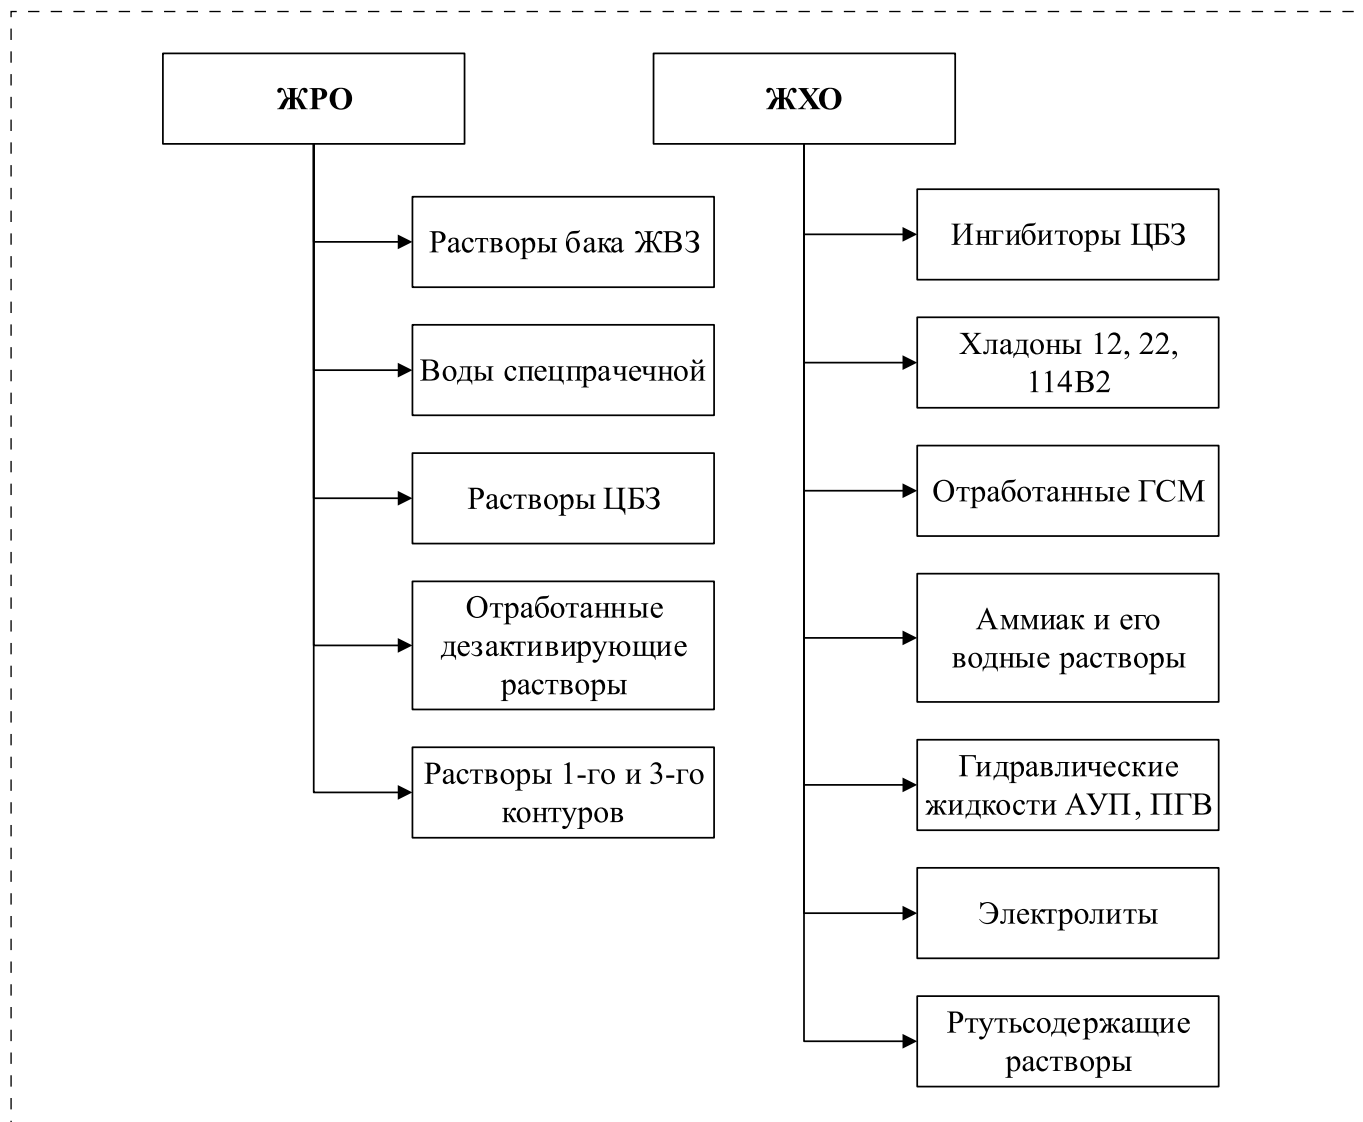 ЖРО
Растворы бака ЖВЗ
Воды спецпрачечной
Растворы ЦБЗ
Отработанные
дезактивирующие
растворы
Растворы 1-го и 3-го
контуров
ЖХО
Ингибиторы ЦБЗ
Хладоны 12, 22,
114В2
Отработанные ГСМ
Аммиак и его
водные растворы
Гидравлические
жидкости АУП, ПГВ
Электролиты
Ртутьсодержащие
растворы